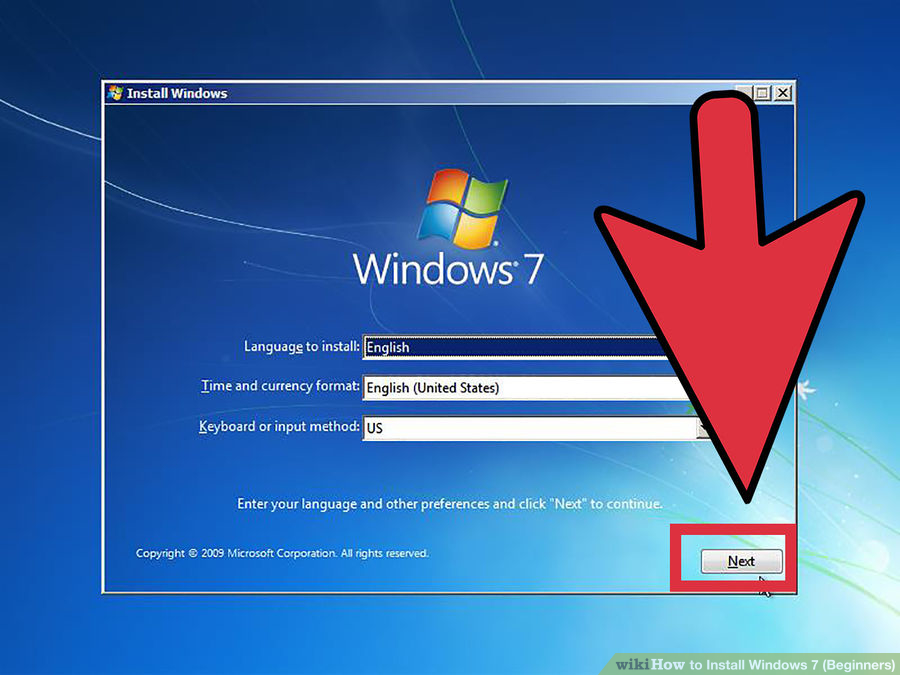 Install Windows
Windows® 7
Language to install: English
Time and currency format: English (United States)
Keyboard or input method: US
Enter your language and other preferences and click "Next" to continue.
Copyright © 2009 Microsoft Corporation. All rights reserved.
Next
wikiHow to Install Windows 7 (Beginners)